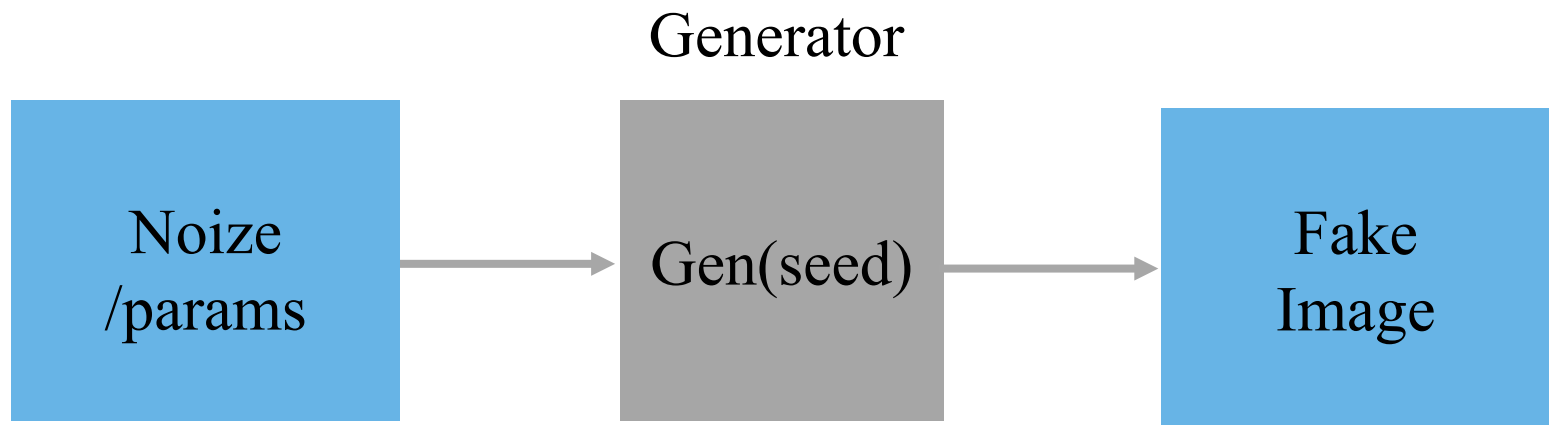 Generator
Noize
/params
Gen(seed)
Fake
Image